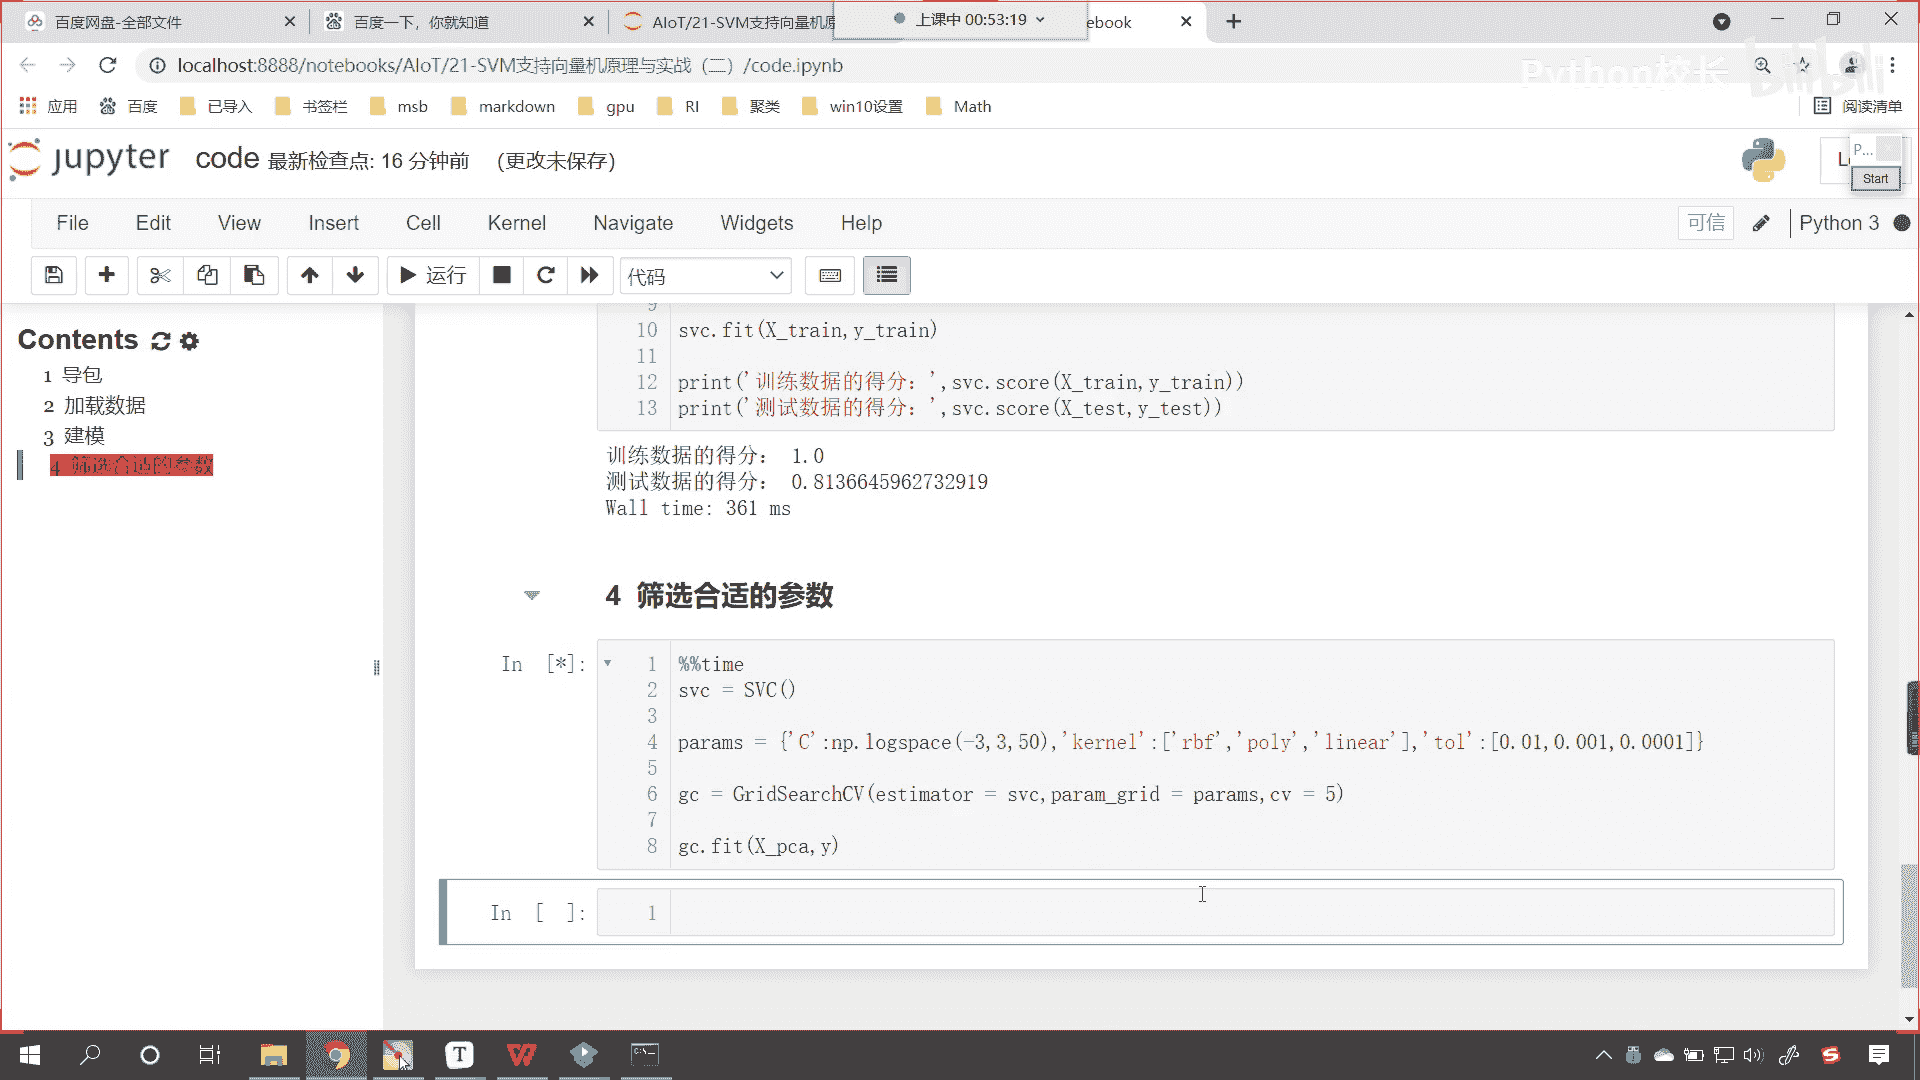 百度网盘-全部文件
百度一下，你就知道
AIoT/21-SVM支持向量机原
上课中 00:53:19
ebook
localhost:8888/notebooks/AIoT/21-SVM支持向量机原理与实战（二）/code.ipynb
Python校长
bilibili
应用
百度
已导入
书签栏
msb
markdown
gpu
RI
聚类
win10设置
Math
阅读清单
jupyter
code 最新检查点: 16 分钟前 (更改未保存)
P...
Start
File
Edit
View
Insert
Cell
Kernel
Navigate
Widgets
Help
可信
Python 3
运行
代码
Contents
1 导包
2 加载数据
3 建模
4 筛选合适的参数
9
10 svc.fit(X_train,y_train)
11
12 print('训练数据的得分：',svc.score(X_train,y_train))
13 print('测试数据的得分：',svc.score(X_test,y_test))
训练数据的得分： 1.0
测试数据的得分： 0.8136645962732919
Wall time: 361 ms
4 筛选合适的参数
In [*]:
1 %%time
2 svc = SVC()
3
4 params = {'C':np.logspace(-3,3,50),'kernel':['rbf','poly','linear'],'tol':[0.01,0.001,0.0001]}
5
6 gc = GridSearchCV(estimator = svc,param_grid = params,cv = 5)
7
8 gc.fit(X_pca,y)
In [ ]:
1